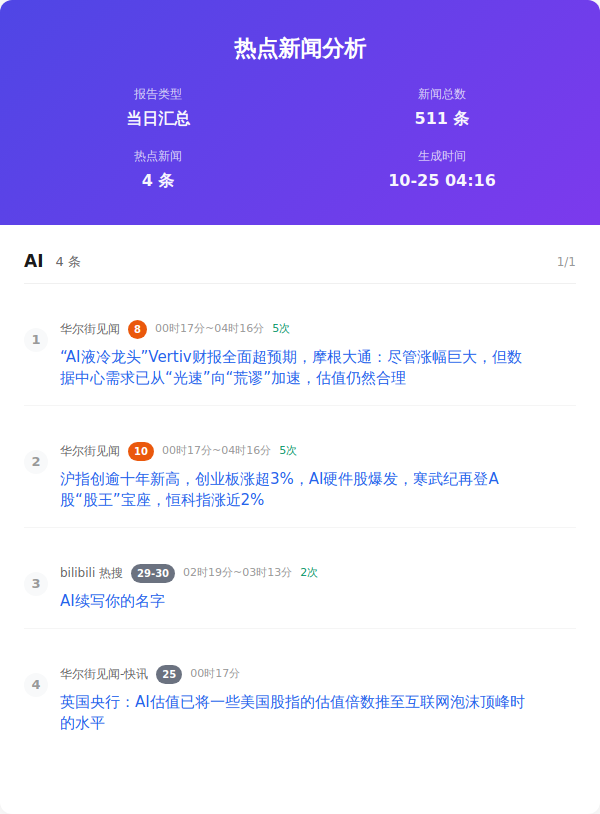 热点新闻分析
报告类型
新闻总数
当日汇总
511 条
热点新闻
生成时间
4 条
10-25 04:16
AI 4 条 1/1
1 华尔街见闻 8 00时17分~04时16分 5次
“AI液冷龙头”Vertiv财报全面超预期，摩根大通：尽管涨幅巨大，但数
据中心需求已从“光速”向“荒谬”加速，估值仍然合理
2 华尔街见闻 10 00时17分~04时16分 5次
沪指创逾十年新高，创业板涨超3%，AI硬件股爆发，寒武纪再登A
股“股王”宝座，恒科指涨近2%
3 bilibili 热搜 29-30 02时19分~03时13分 2次
AI续写你的名字
4 华尔街见闻-快讯 25 00时17分
英国央行：AI估值已将一些美国股指的估值倍数推至互联网泡沫顶峰时
的水平